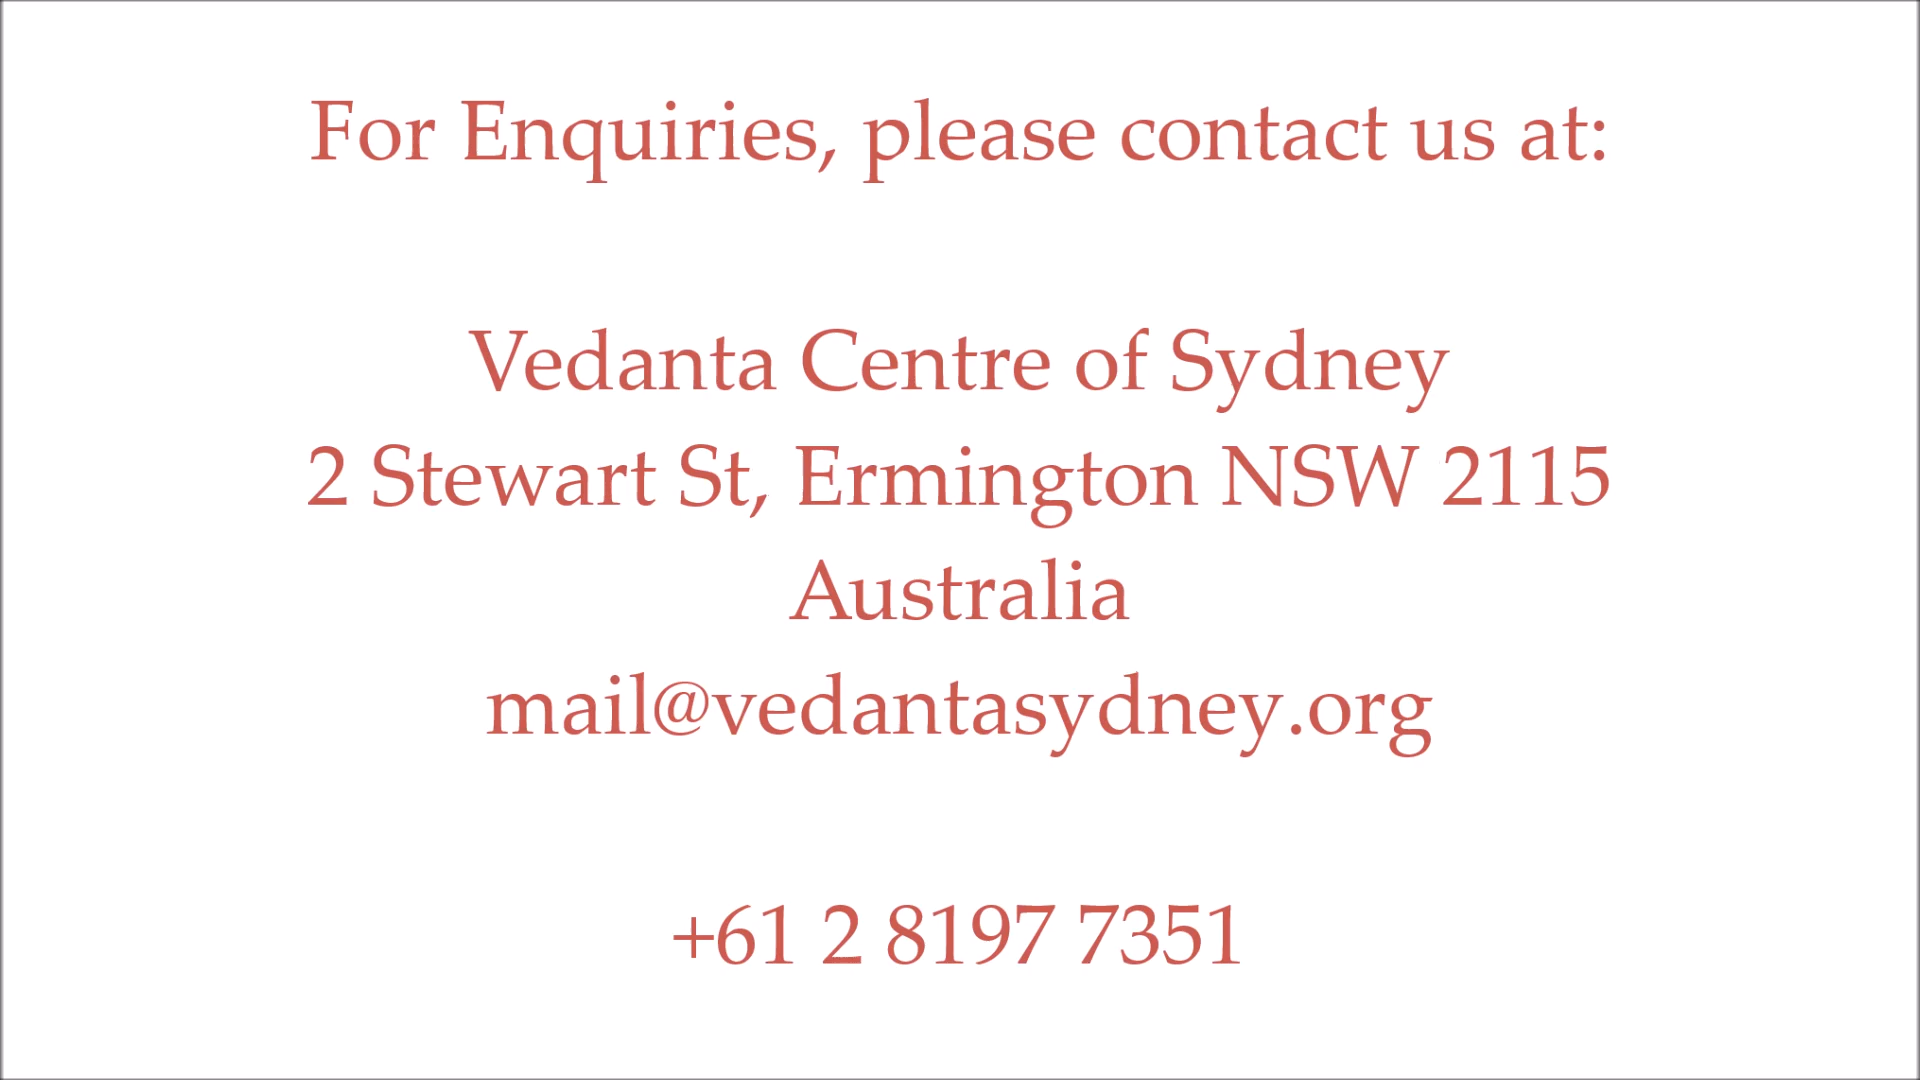 For Enquiries, please contact us at:
Vedanta Centre of Sydney
2 Stewart St, Ermington NSW 2115
Australia
mail@vedantasydney.org
+61 2 8197 7351